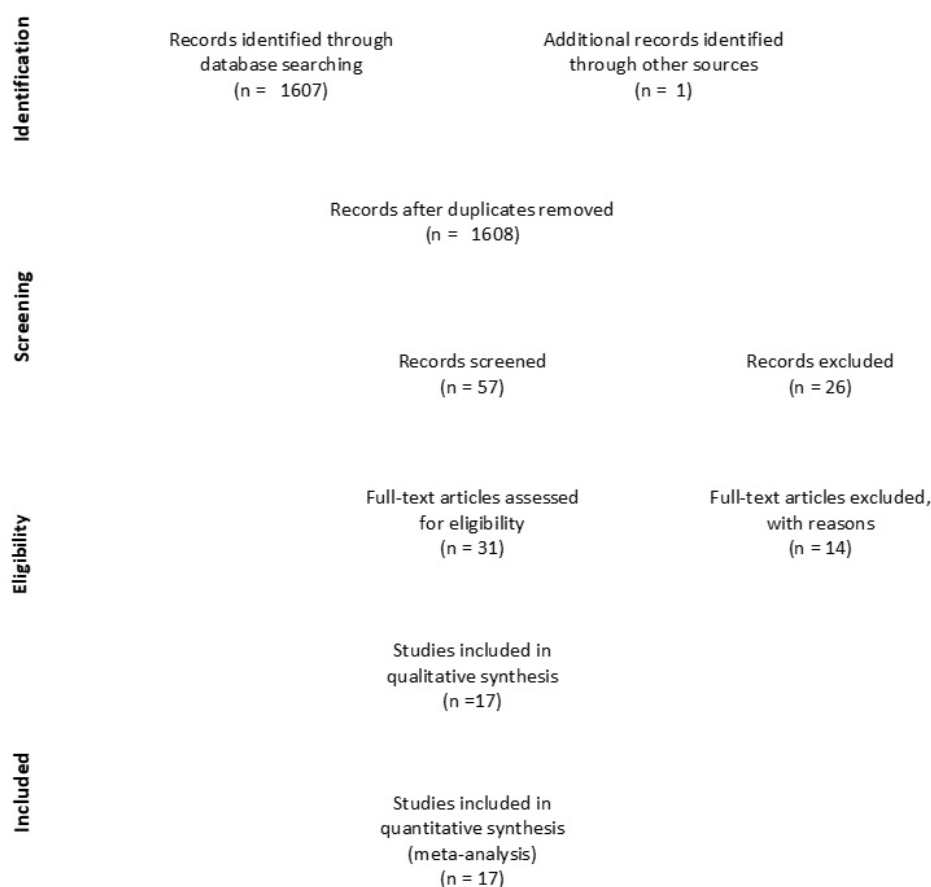 Identification
Records identified through
database searching
(n = 1607)
Additional records identified
through other sources
(n = 1)
Records after duplicates removed
(n = 1608)
Screening
Records screened
(n = 57)
Records excluded
(n = 26)
Eligibility
Full-text articles assessed
for eligibility
(n = 31)
Full-text articles excluded,
with reasons
(n = 14)
Studies included in
qualitative synthesis
(n =17)
Included
Studies included in
quantitative synthesis
(meta-analysis)
(n = 17)